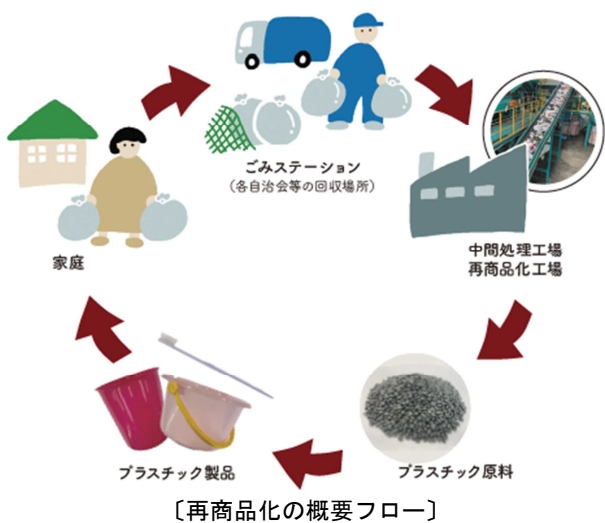 ごみステーション
（各自治会等の回収場所）
家庭
中間処理工場
再商品化工場
プラスチック製品
プラスチック原料
〔再商品化の概要フロー〕